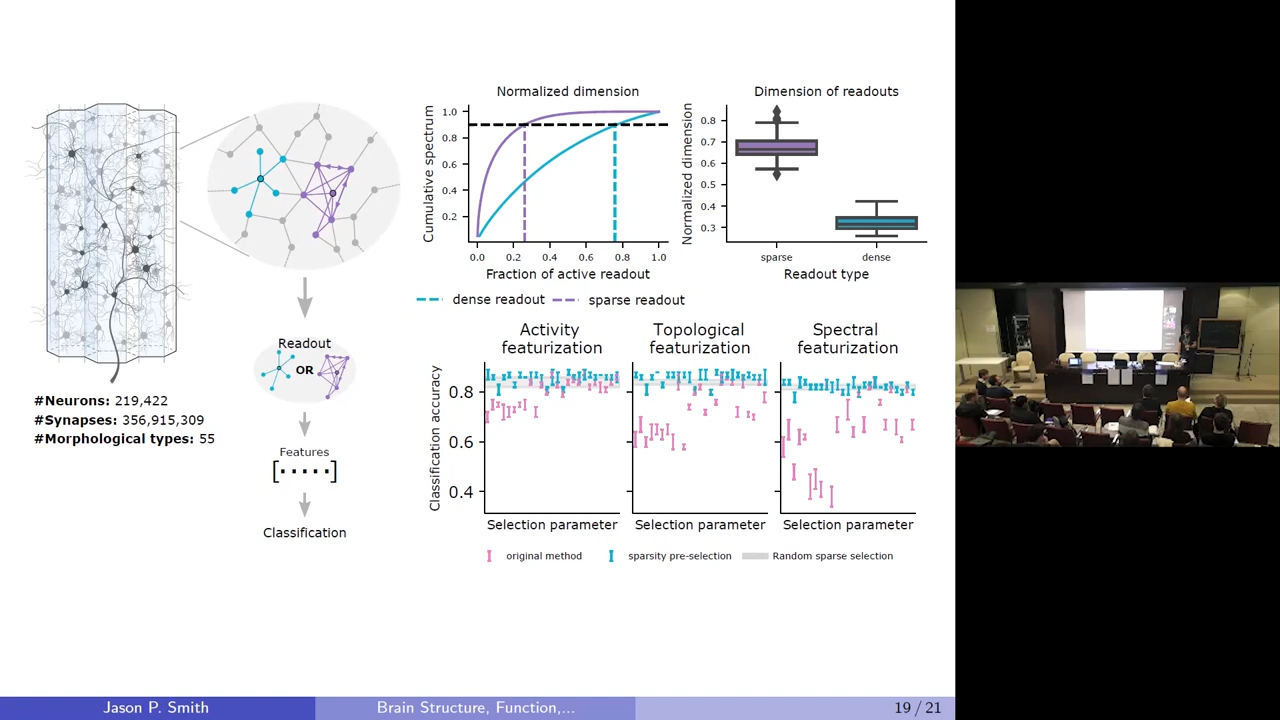 #Neurons: 219,422
#Synapses: 356,915,309
#Morphological types: 55
Readout
OR
Features
[.....]
Classification
Normalized dimension
Cumulative spectrum
1.0
0.8
0.6
0.4
0.2
0.0 0.2 0.4 0.6 0.8 1.0
Fraction of active readout
dense readout sparse readout
Dimension of readouts
Normalized dimension
0.8
0.7
0.6
0.5
0.4
0.3
sparse dense
Readout type
Activity featurization
Topological featurization
Spectral featurization
Classification accuracy
0.8
0.6
0.4
Selection parameter Selection parameter Selection parameter
original method sparsity pre-selection Random sparse selection
Jason P. Smith Brain Structure, Function,... 19 / 21